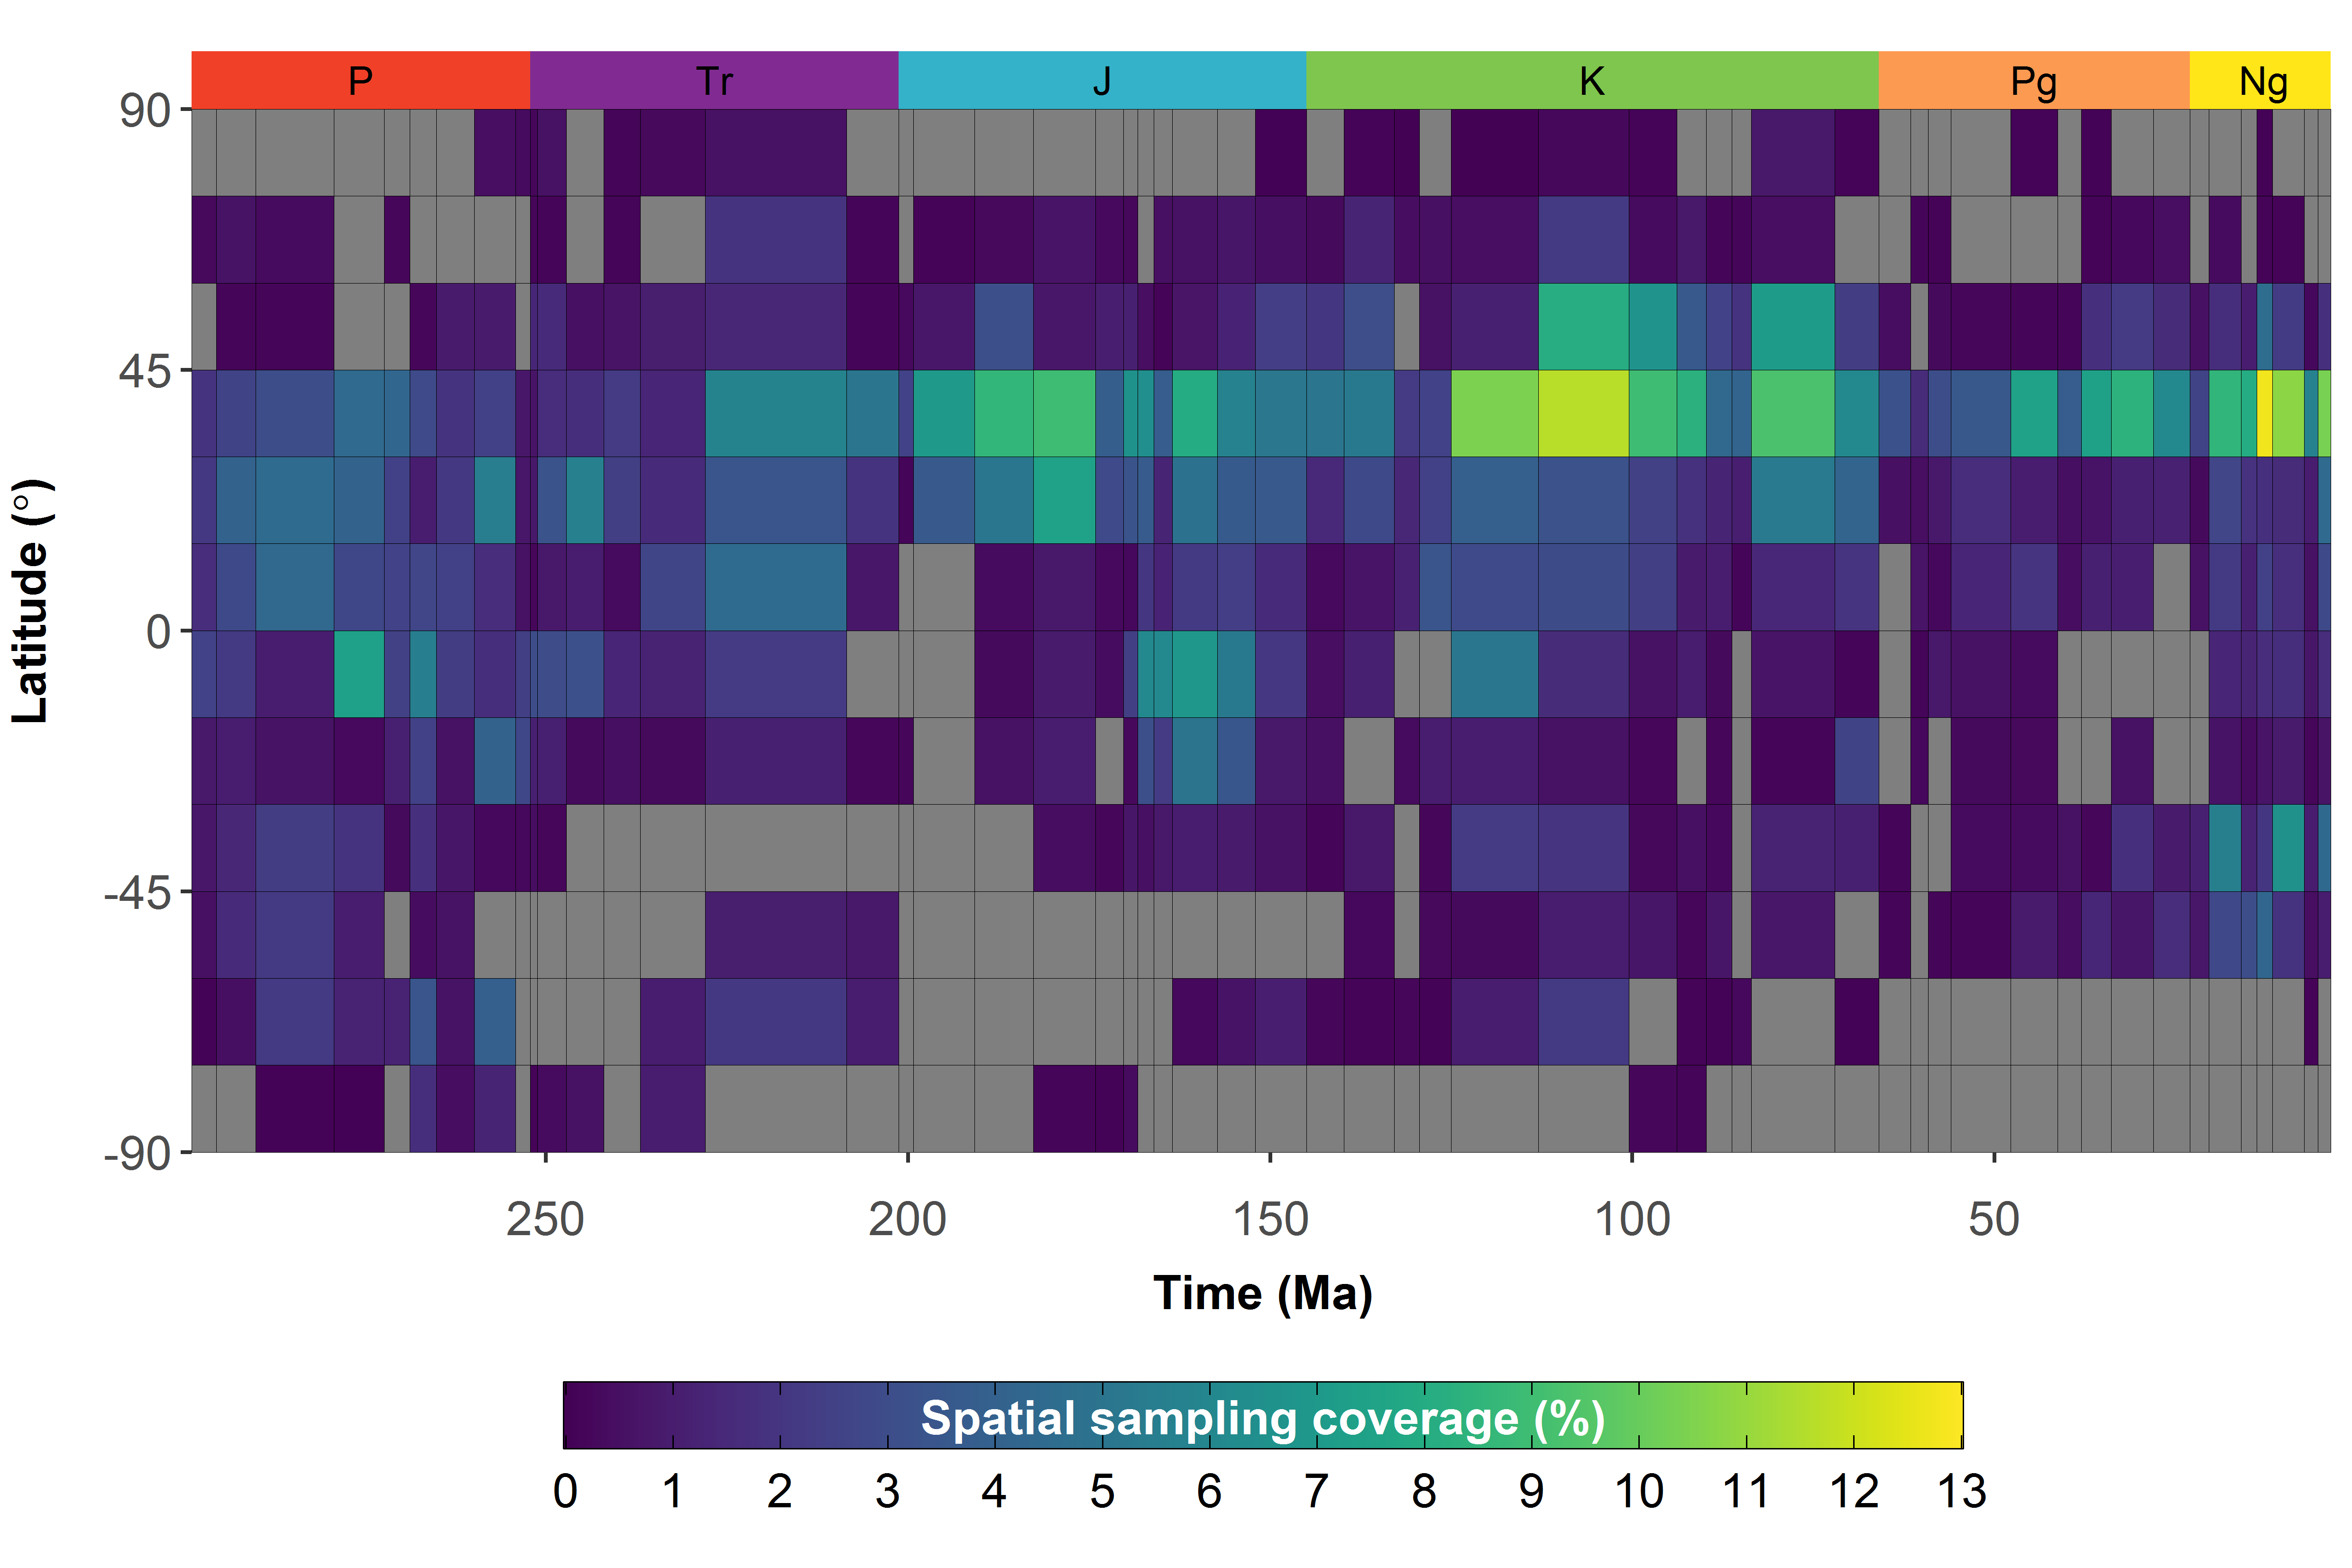 P Tr J K Pg Ng
90
45
0
-45
-90
Latitude (°)
250 200 150 100 50
Time (Ma)
Spatial sampling coverage (%)
0 1 2 3 4 5 6 7 8 9 10 11 12 13